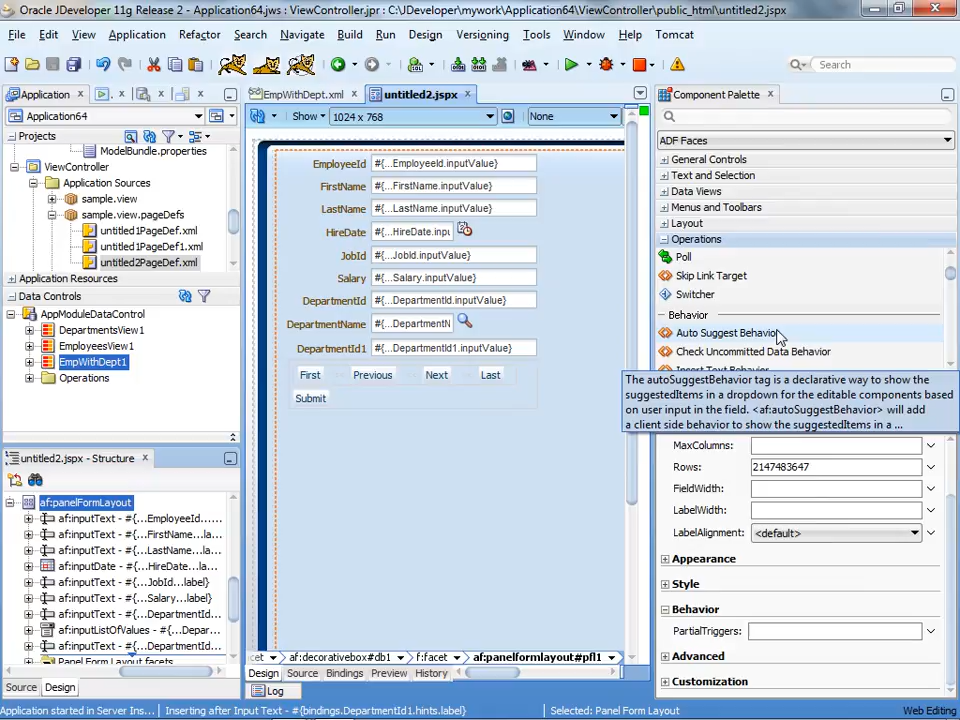 Oracle JDeveloper 11g Release 2 - Application64.jws : ViewController.jpr : C:\JDeveloper\mywork\Application64\ViewController\public_html\untitled2.jspx
File Edit View Application Refactor Search Navigate Build Run Design Versioning Tools Window Help Tomcat
Search
Application
Application64
Projects
ModelBundle.properties
ViewController
Application Sources
sample.view
sample.view.pageDefs
untitled1PageDef.xml
untitled1PageDef1.xml
untitled2PageDef.xml
Application Resources
Data Controls
AppModuleDataControl
DepartmentsView1
EmployeesView1
EmpWithDept1
Operations
untitled2.jspx - Structure
af:panelFormLayout
af:inputText - #{...EmployeeId....
af:inputText - #{...FirstName...la...
af:inputText - #{...LastName...la...
af:inputDate - #{...HireDate...la...
af:inputText - #{...JobId...label}
af:inputText - #{...Salary...label}
af:inputText - #{...DepartmentId...
af:inputListOfValues - #{...Depar...
af:inputText - #{...DepartmentId...
Panel Form Layout facets
Source Design
EmpWithDept.xml untitled2.jspx
Show 1024 x 768 None
EmployeeId #{...EmployeeId.inputValue}
FirstName #{...FirstName.inputValue}
LastName #{...LastName.inputValue}
HireDate #{...HireDate.inpu
JobId #{...JobId.inputValue}
Salary #{...Salary.inputValue}
DepartmentId #{...DepartmentId.inputValue}
DepartmentName #{...DepartmentN
DepartmentId1 #{...DepartmentId1.inputValue}
First Previous Next Last
Submit
cet af:decorativebox#db1 f:facet af:panelformlayout#pfl1
Design Source Bindings Preview History
Log
Component Palette
ADF Faces
General Controls
Text and Selection
Data Views
Menus and Toolbars
Layout
Operations
Poll
Skip Link Target
Switcher
Behavior
Auto Suggest Behavior
Check Uncommitted Data Behavior
Insert Text Behavior
The autoSuggestBehavior tag is a declarative way to show the
suggestedItems in a dropdown for the editable components based
on user input in the field. <af:autoSuggestBehavior> will add
a client side behavior to show the suggestedItems in a ...
MaxColumns:
Rows: 2147483647
FieldWidth:
LabelWidth:
LabelAlignment: <default>
Appearance
Style
Behavior
PartialTriggers:
Advanced
Customization
Application started in Server Ins... Inserting after Input Text - #{bindings.DepartmentId1.hints.label} Selected: Panel Form Layout Web Editing